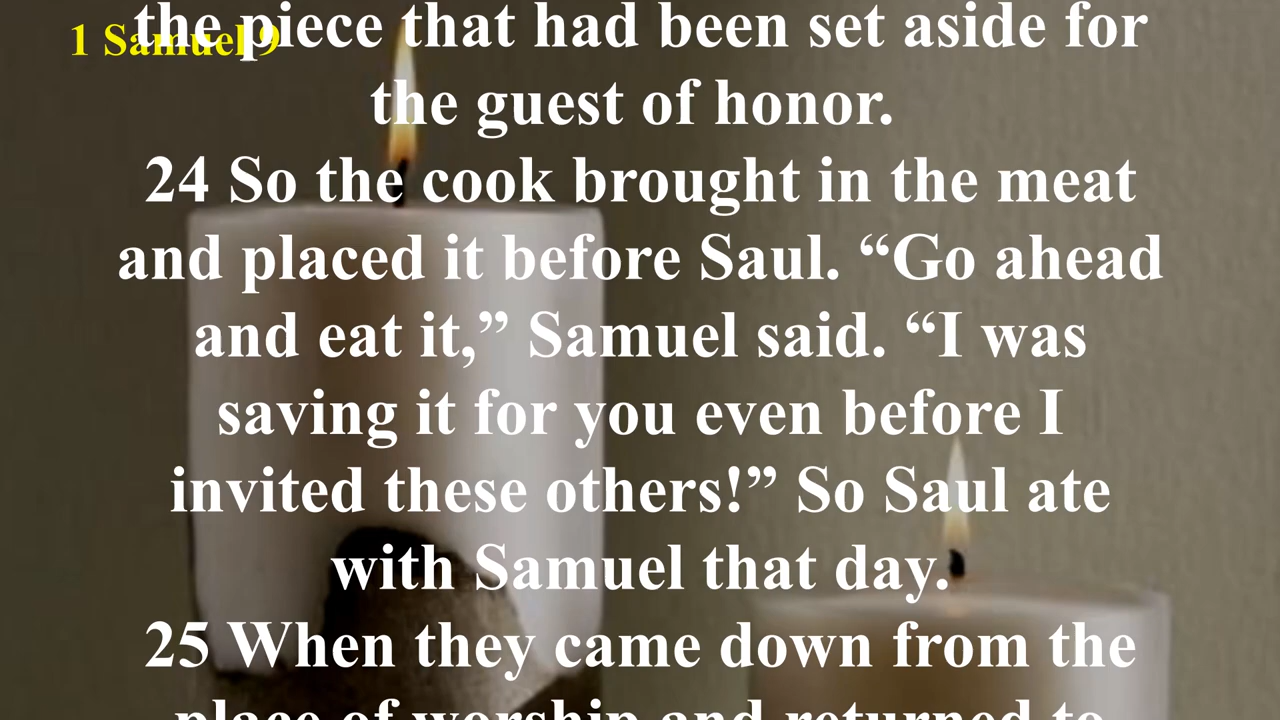 1 Samuel 9
the piece that had been set aside for
the guest of honor.
24 So the cook brought in the meat
and placed it before Saul. “Go ahead
and eat it,” Samuel said. “I was
saving it for you even before I
invited these others!” So Saul ate
with Samuel that day.
25 When they came down from the
place of worship and returned to